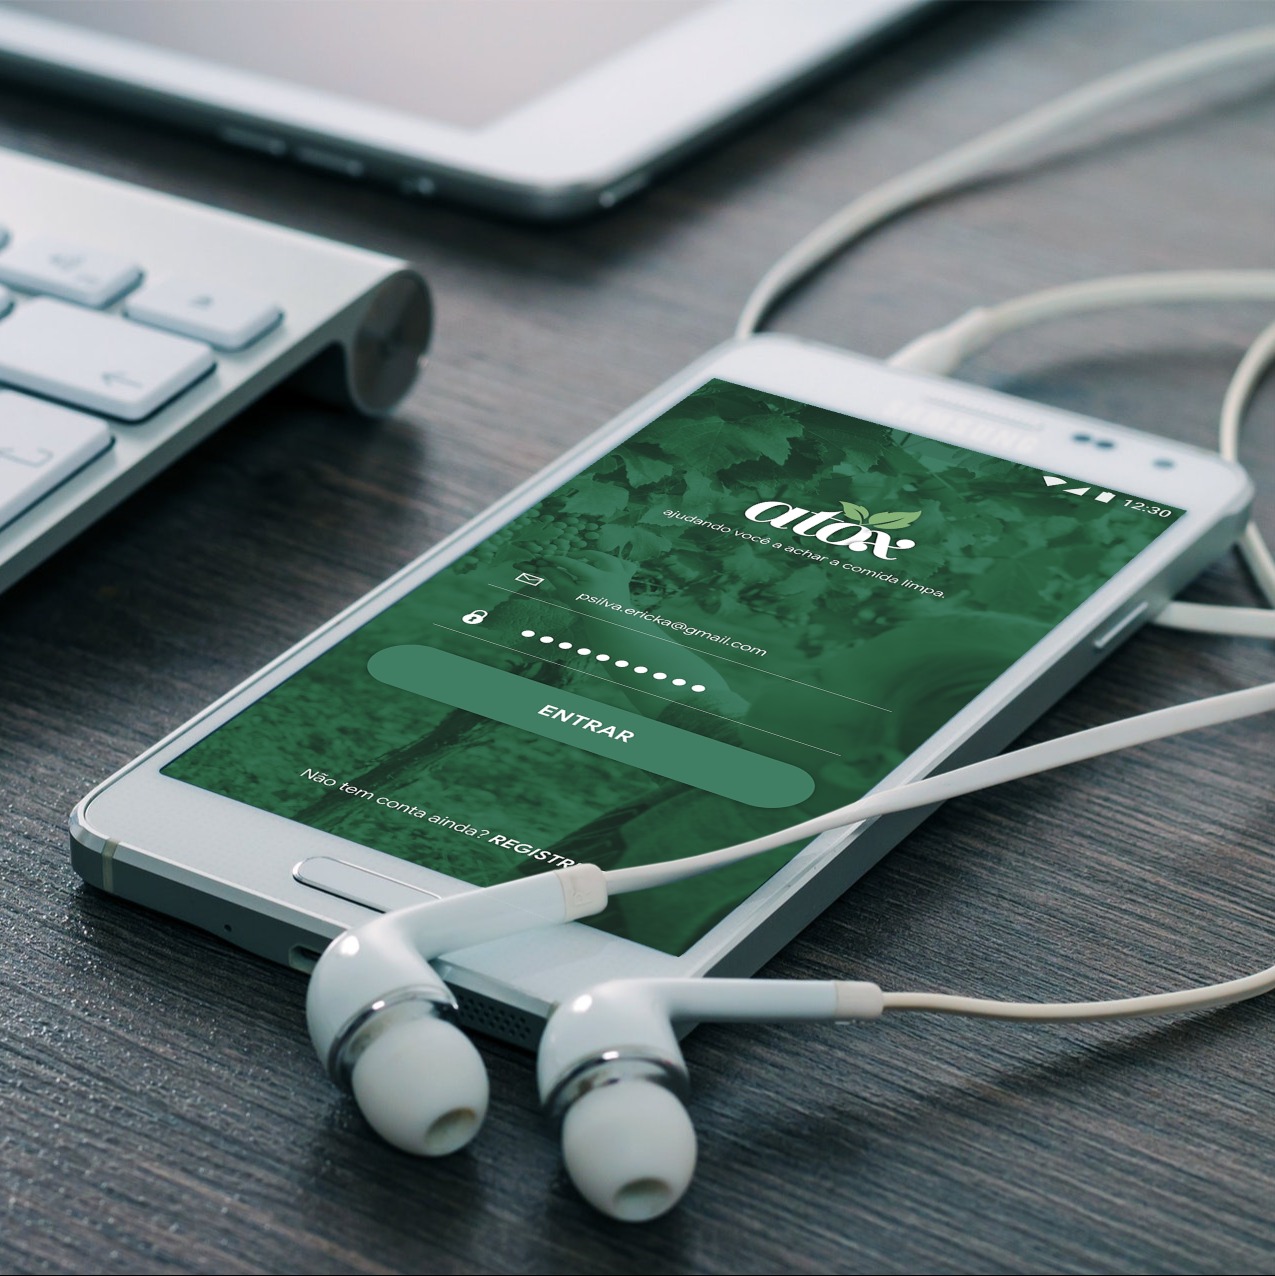 SAMSUNG
12:30
atox
ajudando você a achar a comida limpa.
psilva.ericka@gmail.com
ENTRAR
Não tem conta ainda? REGISTR